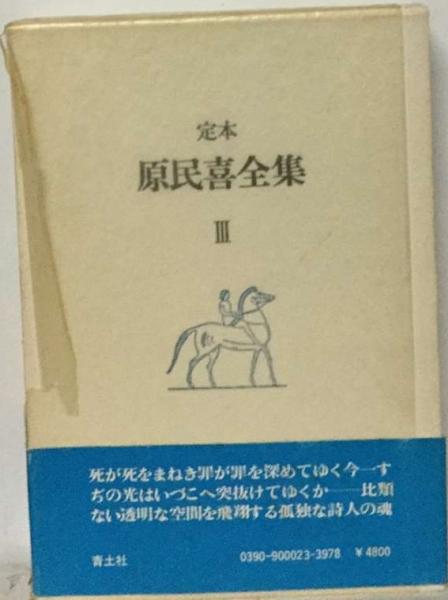 定本
原民喜全集
III
死が死をまねき罪が罪を深めてゆく今一す
ぢの光はいづこへ突抜けてゆくか——比類
ない透明な空間を飛翔する孤独な詩人の魂
青土社 0390-900023-3978 ￥4800